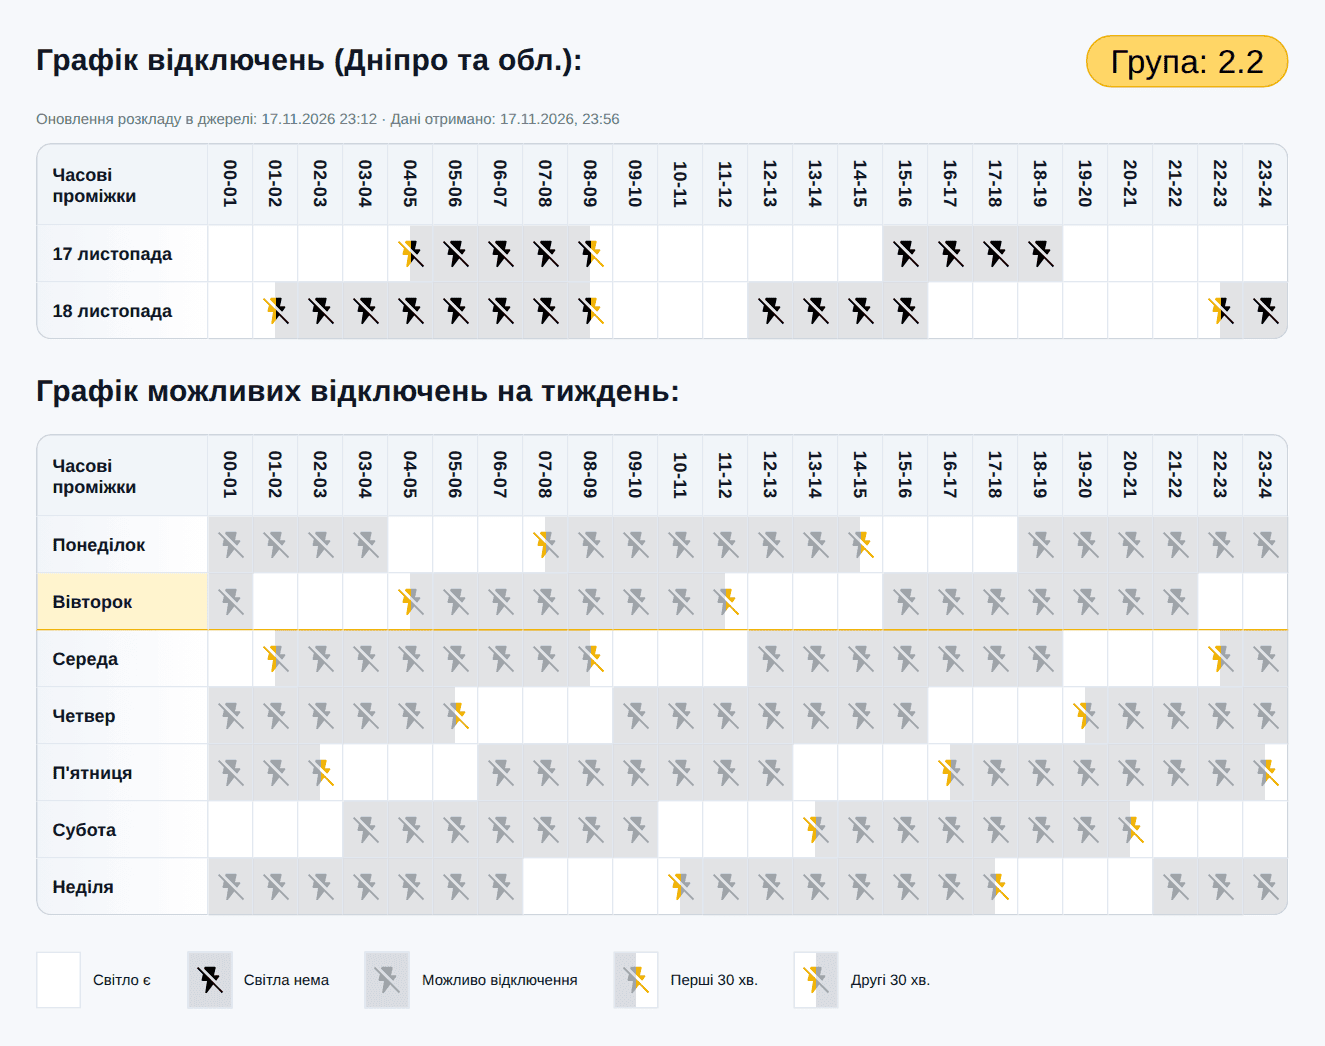 Графік відключень (Дніпро та обл.):
Група: 2.2
Оновлення розкладу в джерелі: 17.11.2026 23:12 · Дані отримано: 17.11.2026, 23:56
Часові проміжки 00-01 01-02 02-03 03-04 04-05 05-06 06-07 07-08 08-09 09-10 10-11 11-12 12-13 13-14 14-15 15-16 16-17 17-18 18-19 19-20 20-21 21-22 22-23 23-24
17 листопада
18 листопада
Графік можливих відключень на тиждень:
Часові проміжки 00-01 01-02 02-03 03-04 04-05 05-06 06-07 07-08 08-09 09-10 10-11 11-12 12-13 13-14 14-15 15-16 16-17 17-18 18-19 19-20 20-21 21-22 22-23 23-24
Понеділок
Вівторок
Середа
Четвер
П'ятниця
Субота
Неділя
Світло є Світла нема Можливо відключення Перші 30 хв. Другі 30 хв.